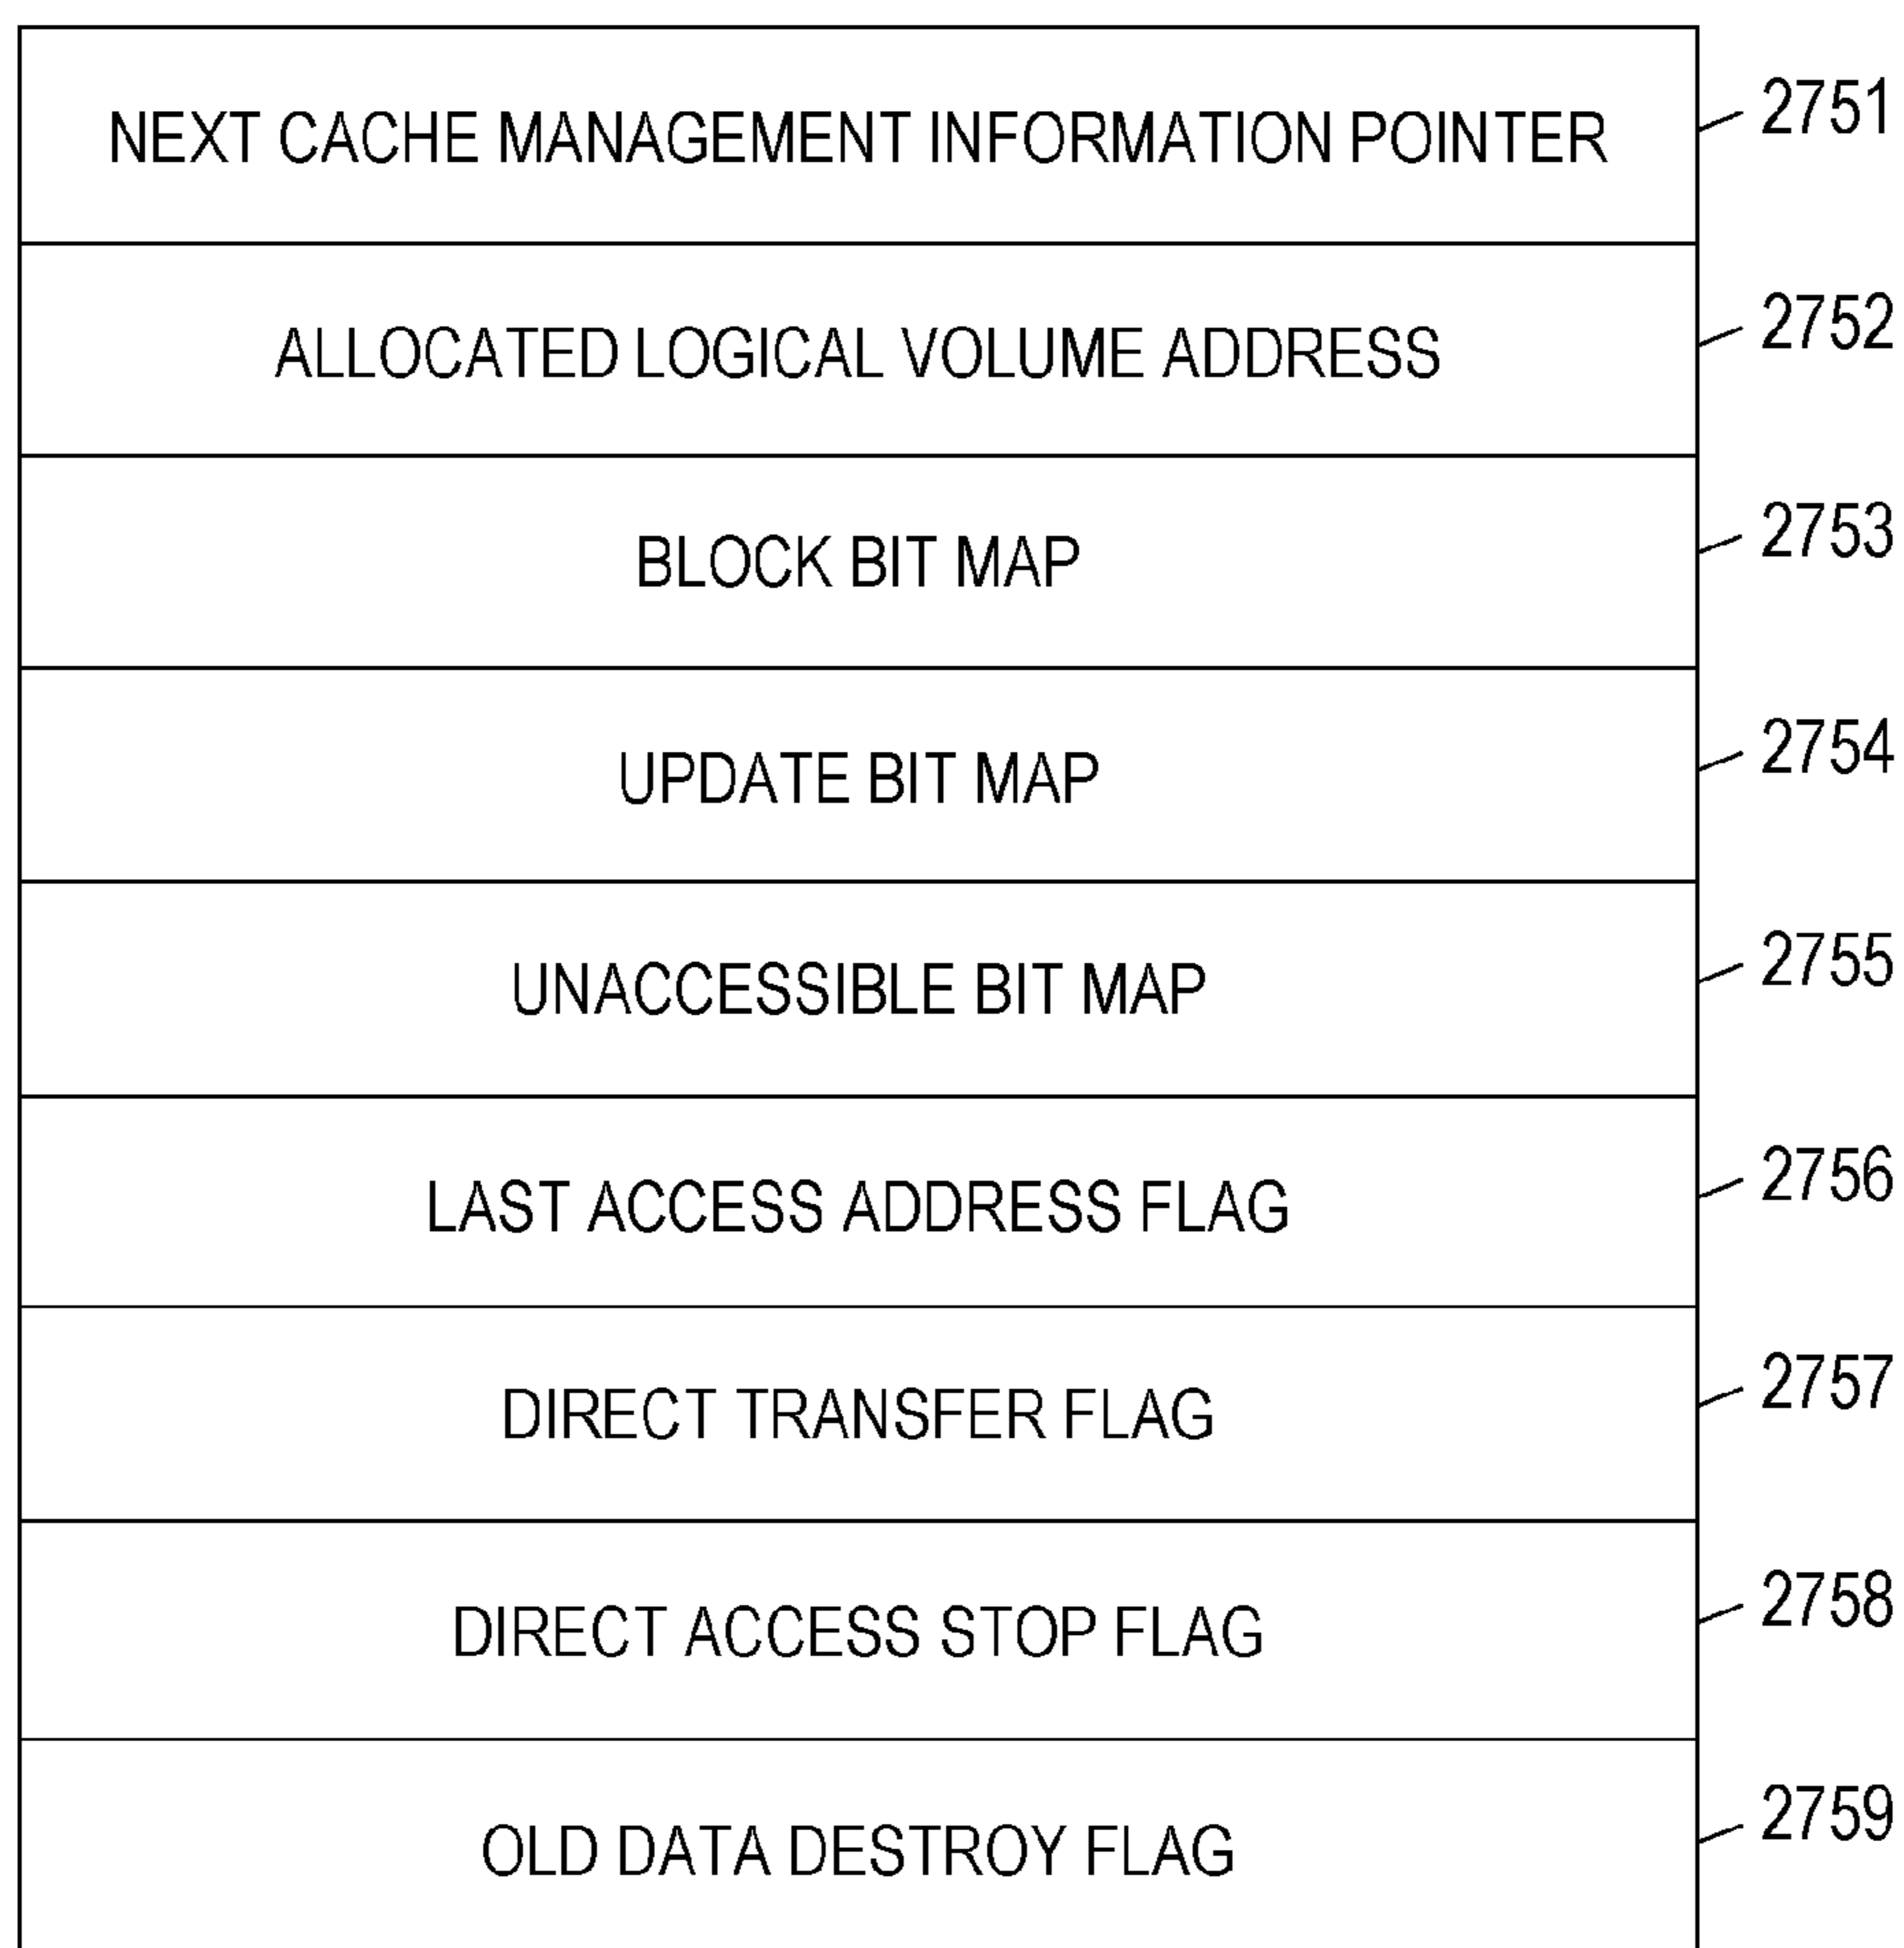 NEXT CACHE MANAGEMENT INFORMATION POINTER 2751
ALLOCATED LOGICAL VOLUME ADDRESS 2752
BLOCK BIT MAP 2753
UPDATE BIT MAP 2754
UNACCESSIBLE BIT MAP 2755
LAST ACCESS ADDRESS FLAG 2756
DIRECT TRANSFER FLAG 2757
DIRECT ACCESS STOP FLAG 2758
OLD DATA DESTROY FLAG 2759